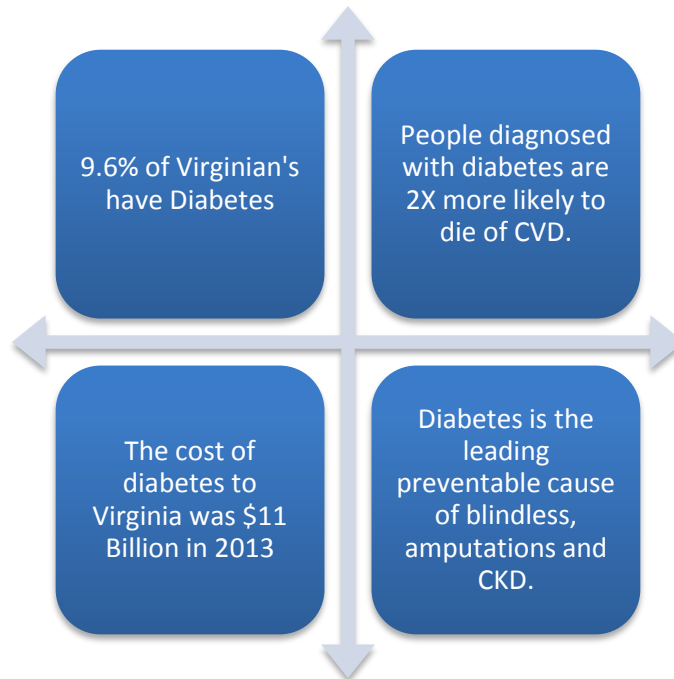 9.6% of Virginian's
have Diabetes
People diagnosed
with diabetes are
2X more likely to
die of CVD.
The cost of
diabetes to
Virginia was $11
Billion in 2013
Diabetes is the
leading
preventable cause
of blindless,
amputations and
CKD.